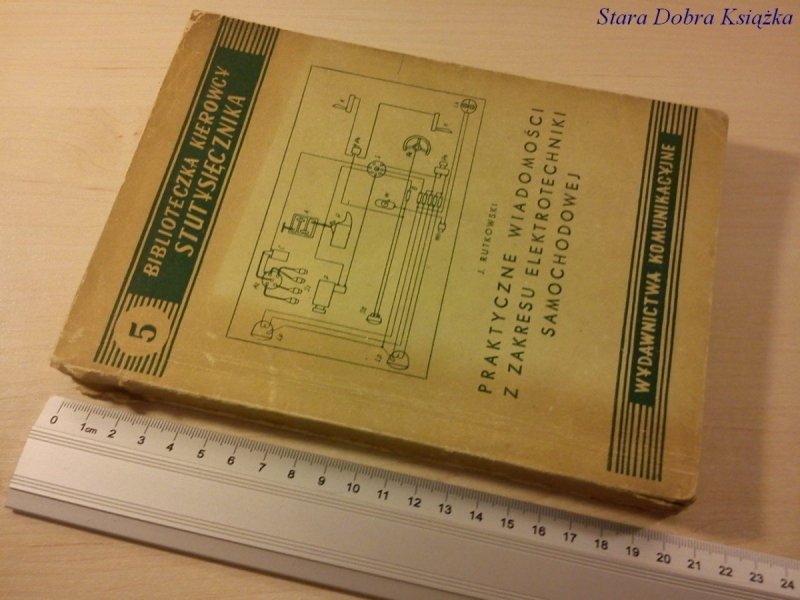 Stara Dobra Książka
5
BIBLIOTECZKA KIEROWCY
STUTYSIĘCZNIKA
J. RUTKOWSKI
PRAKTYCZNE WIADOMOŚCI
Z ZAKRESU ELEKTROTECHNIKI
SAMOCHODOWEJ
WYDAWNICTWA KOMUNIKACYJNE
0 1cm 2 3 4 5 6 7 8 9 10 11 12 13 14 15 16 17 18 19 20 21 22 23 24